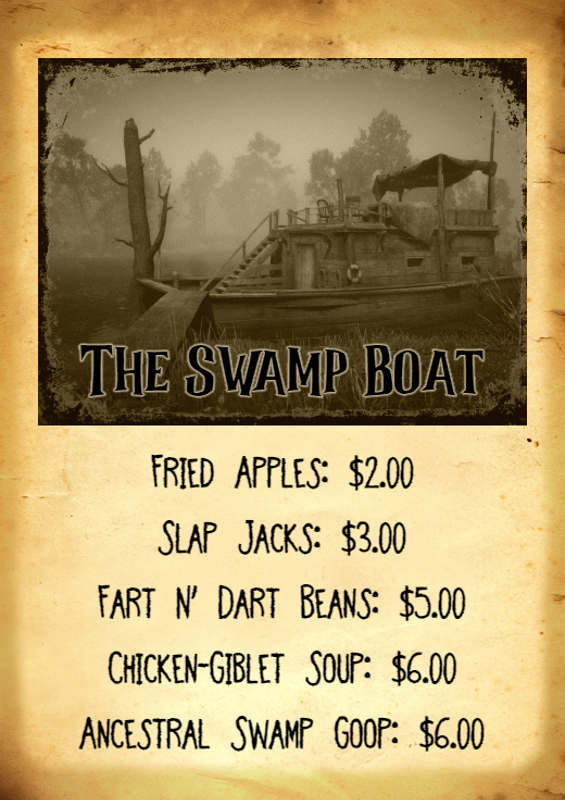 The Swamp Boat
Fried Apples: $2.00
Slap Jacks: $3.00
Fart n' Dart Beans: $5.00
Chicken-Giblet Soup: $6.00
Ancestral Swamp Goop: $6.00